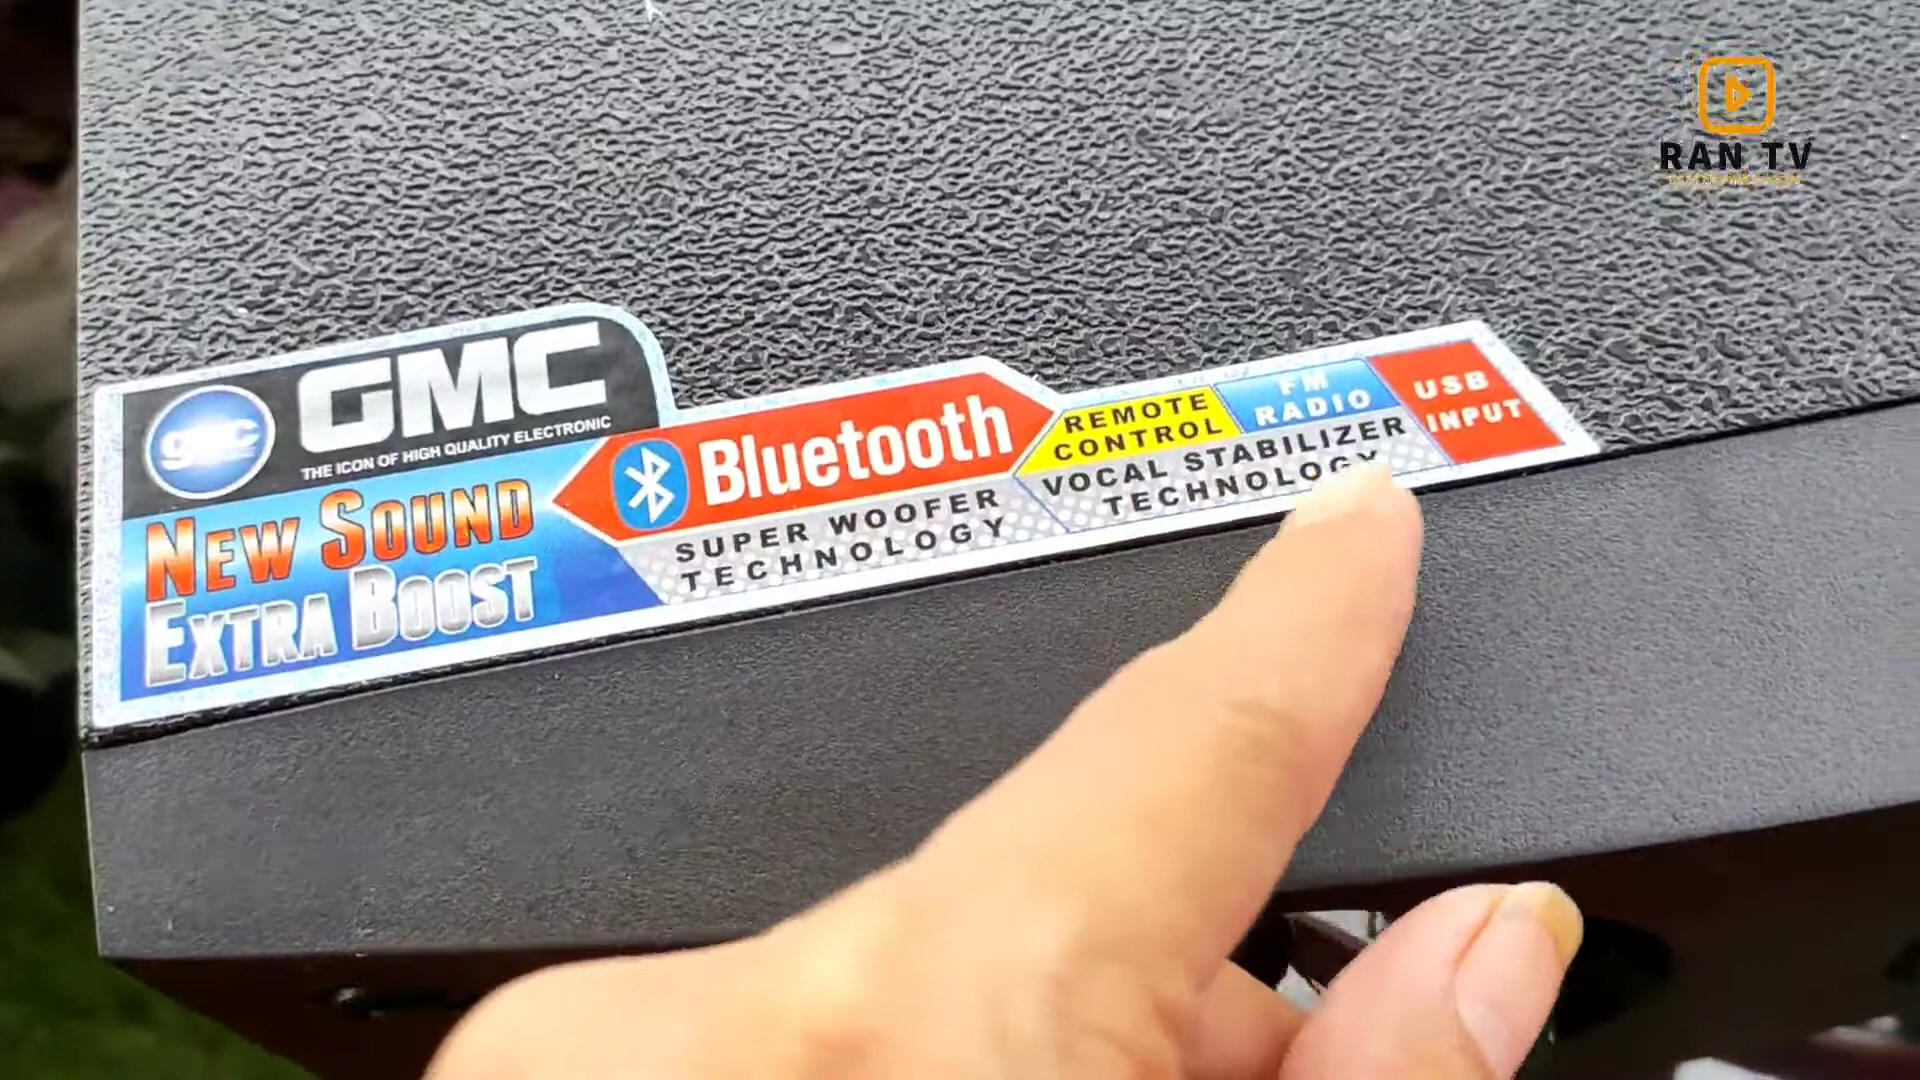 RAN TV
GMC
THE ICON OF HIGH QUALITY ELECTRONIC
NEW SOUND
EXTRA BOOST
Bluetooth
SUPER WOOFER
TECHNOLOGY
REMOTE
CONTROL
FM
RADIO
USB
INPUT
VOCAL STABILIZER
TECHNOLOGY